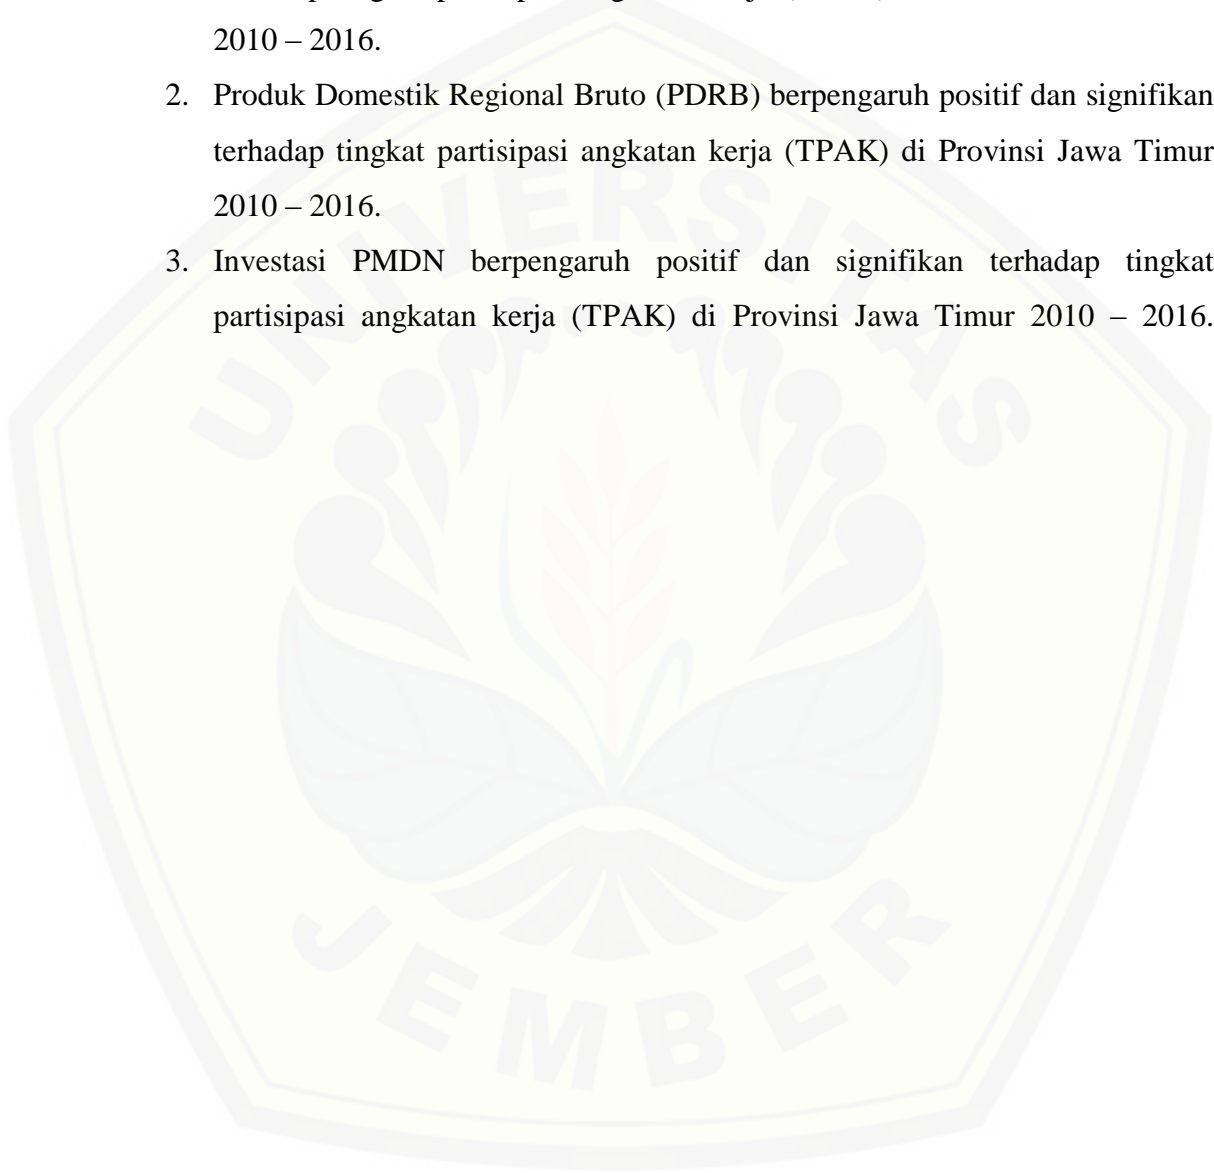 2010 – 2016.
2. Produk Domestik Regional Bruto (PDRB) berpengaruh positif dan signifikan
terhadap tingkat partisipasi angkatan kerja (TPAK) di Provinsi Jawa Timur
2010 – 2016.
3. Investasi PMDN berpengaruh positif dan signifikan terhadap tingkat
partisipasi angkatan kerja (TPAK) di Provinsi Jawa Timur 2010 – 2016.
UNIVERSITAS
JEMBER